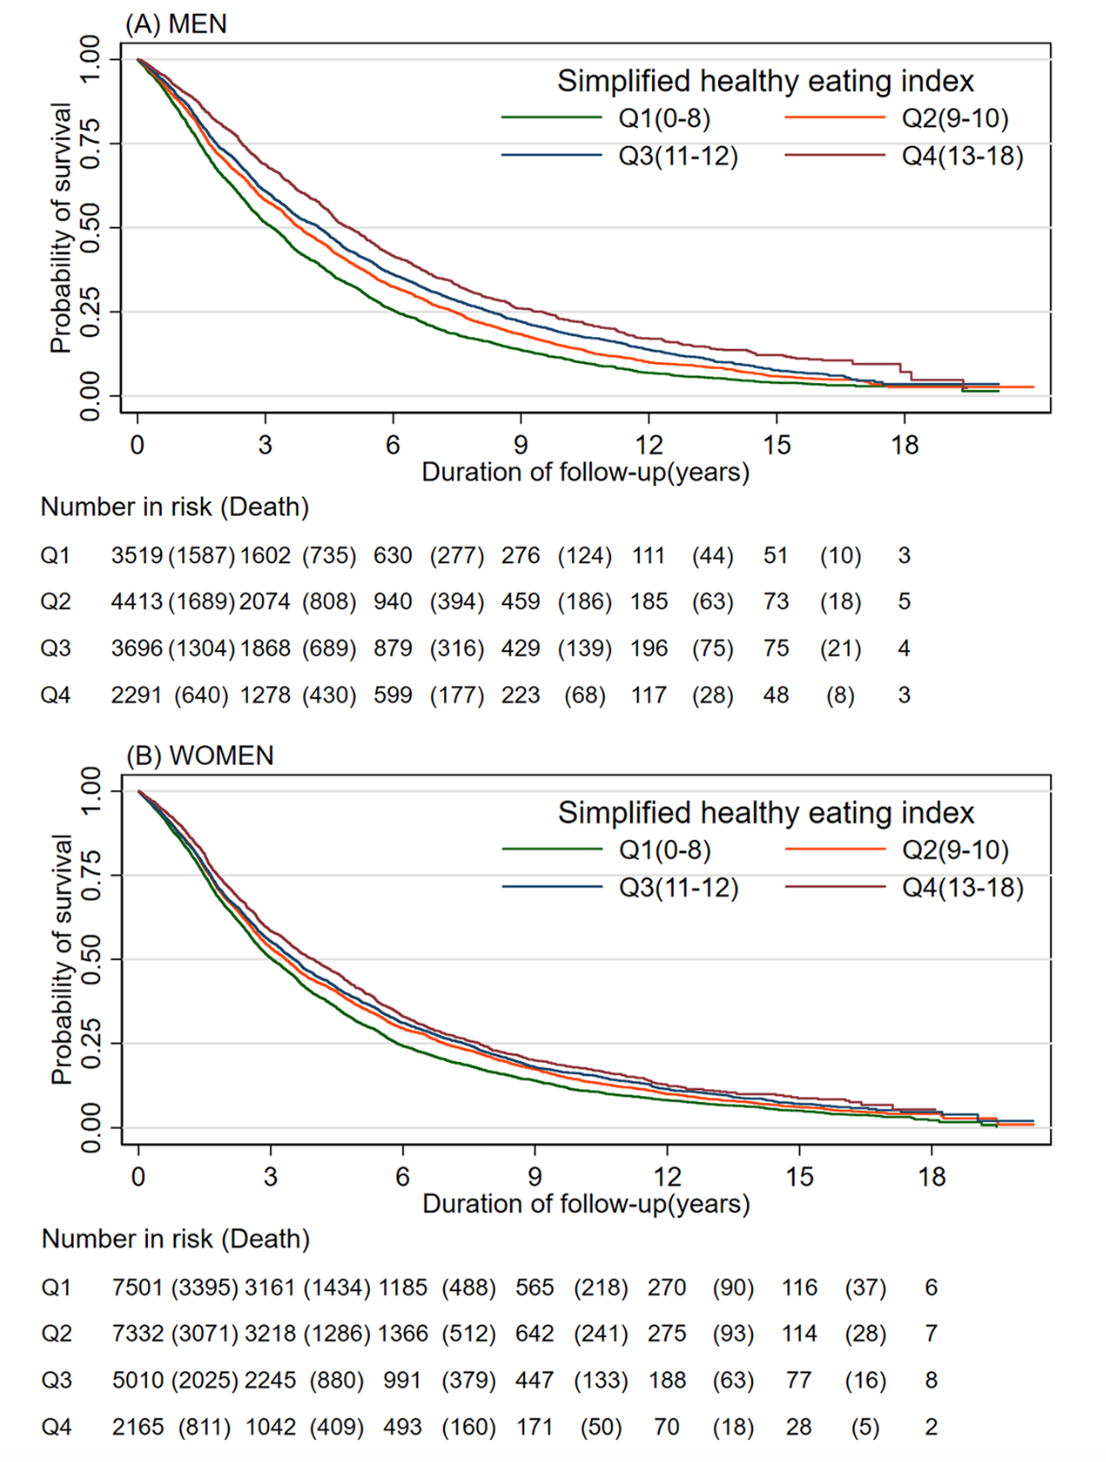 (A) MEN
Simplified healthy eating index
Q1(0-8) Q2(9-10)
Q3(11-12) Q4(13-18)
Probability of survival
1.00
0.75
0.50
0.25
0.00
0 3 6 9 12 15 18
Duration of follow-up(years)
Number in risk (Death)
Q1 3519 (1587) 1602 (735) 630 (277) 276 (124) 111 (44) 51 (10) 3
Q2 4413 (1689) 2074 (808) 940 (394) 459 (186) 185 (63) 73 (18) 5
Q3 3696 (1304) 1868 (689) 879 (316) 429 (139) 196 (75) 75 (21) 4
Q4 2291 (640) 1278 (430) 599 (177) 223 (68) 117 (28) 48 (8) 3
(B) WOMEN
Simplified healthy eating index
Q1(0-8) Q2(9-10)
Q3(11-12) Q4(13-18)
Probability of survival
1.00
0.75
0.50
0.25
0.00
0 3 6 9 12 15 18
Duration of follow-up(years)
Number in risk (Death)
Q1 7501 (3395) 3161 (1434) 1185 (488) 565 (218) 270 (90) 116 (37) 6
Q2 7332 (3071) 3218 (1286) 1366 (512) 642 (241) 275 (93) 114 (28) 7
Q3 5010 (2025) 2245 (880) 991 (379) 447 (133) 188 (63) 77 (16) 8
Q4 2165 (811) 1042 (409) 493 (160) 171 (50) 70 (18) 28 (5) 2